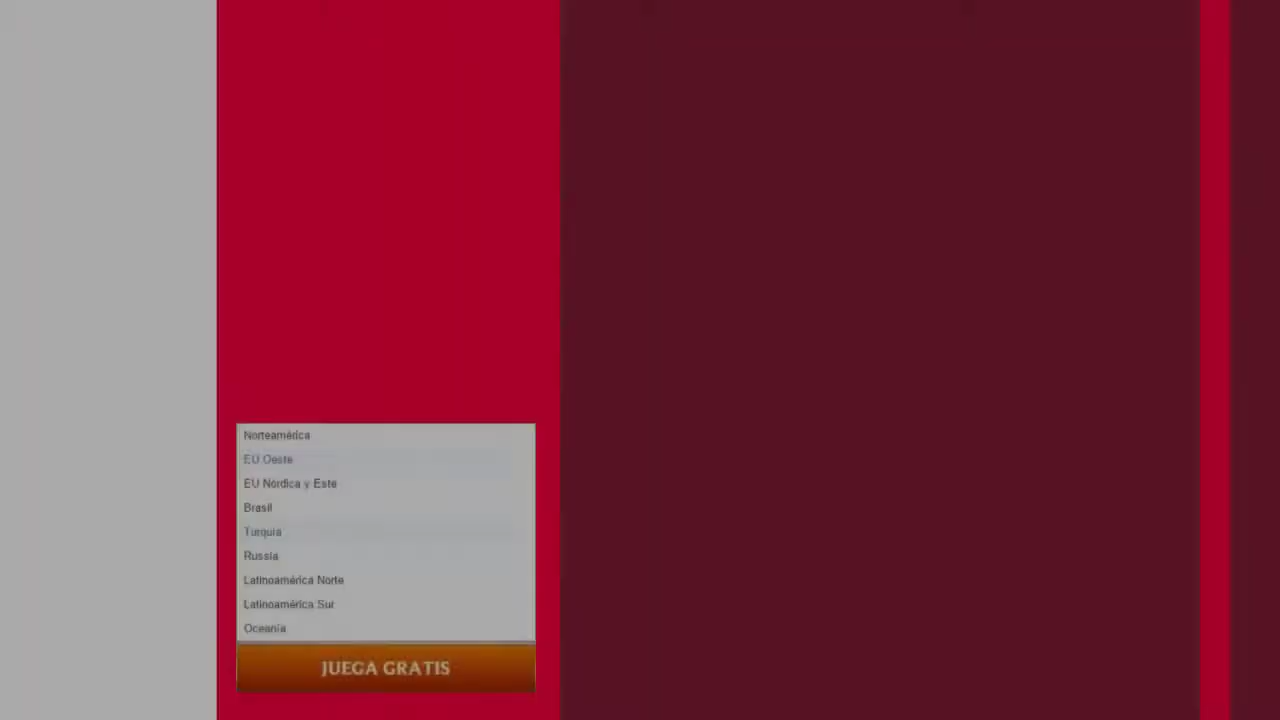 Norteamérica
EU Oeste
EU Nórdica y Este
Brasil
Turquía
Russia
Latinoamérica Norte
Latinoamérica Sur
Oceanía
JUEGA GRATIS